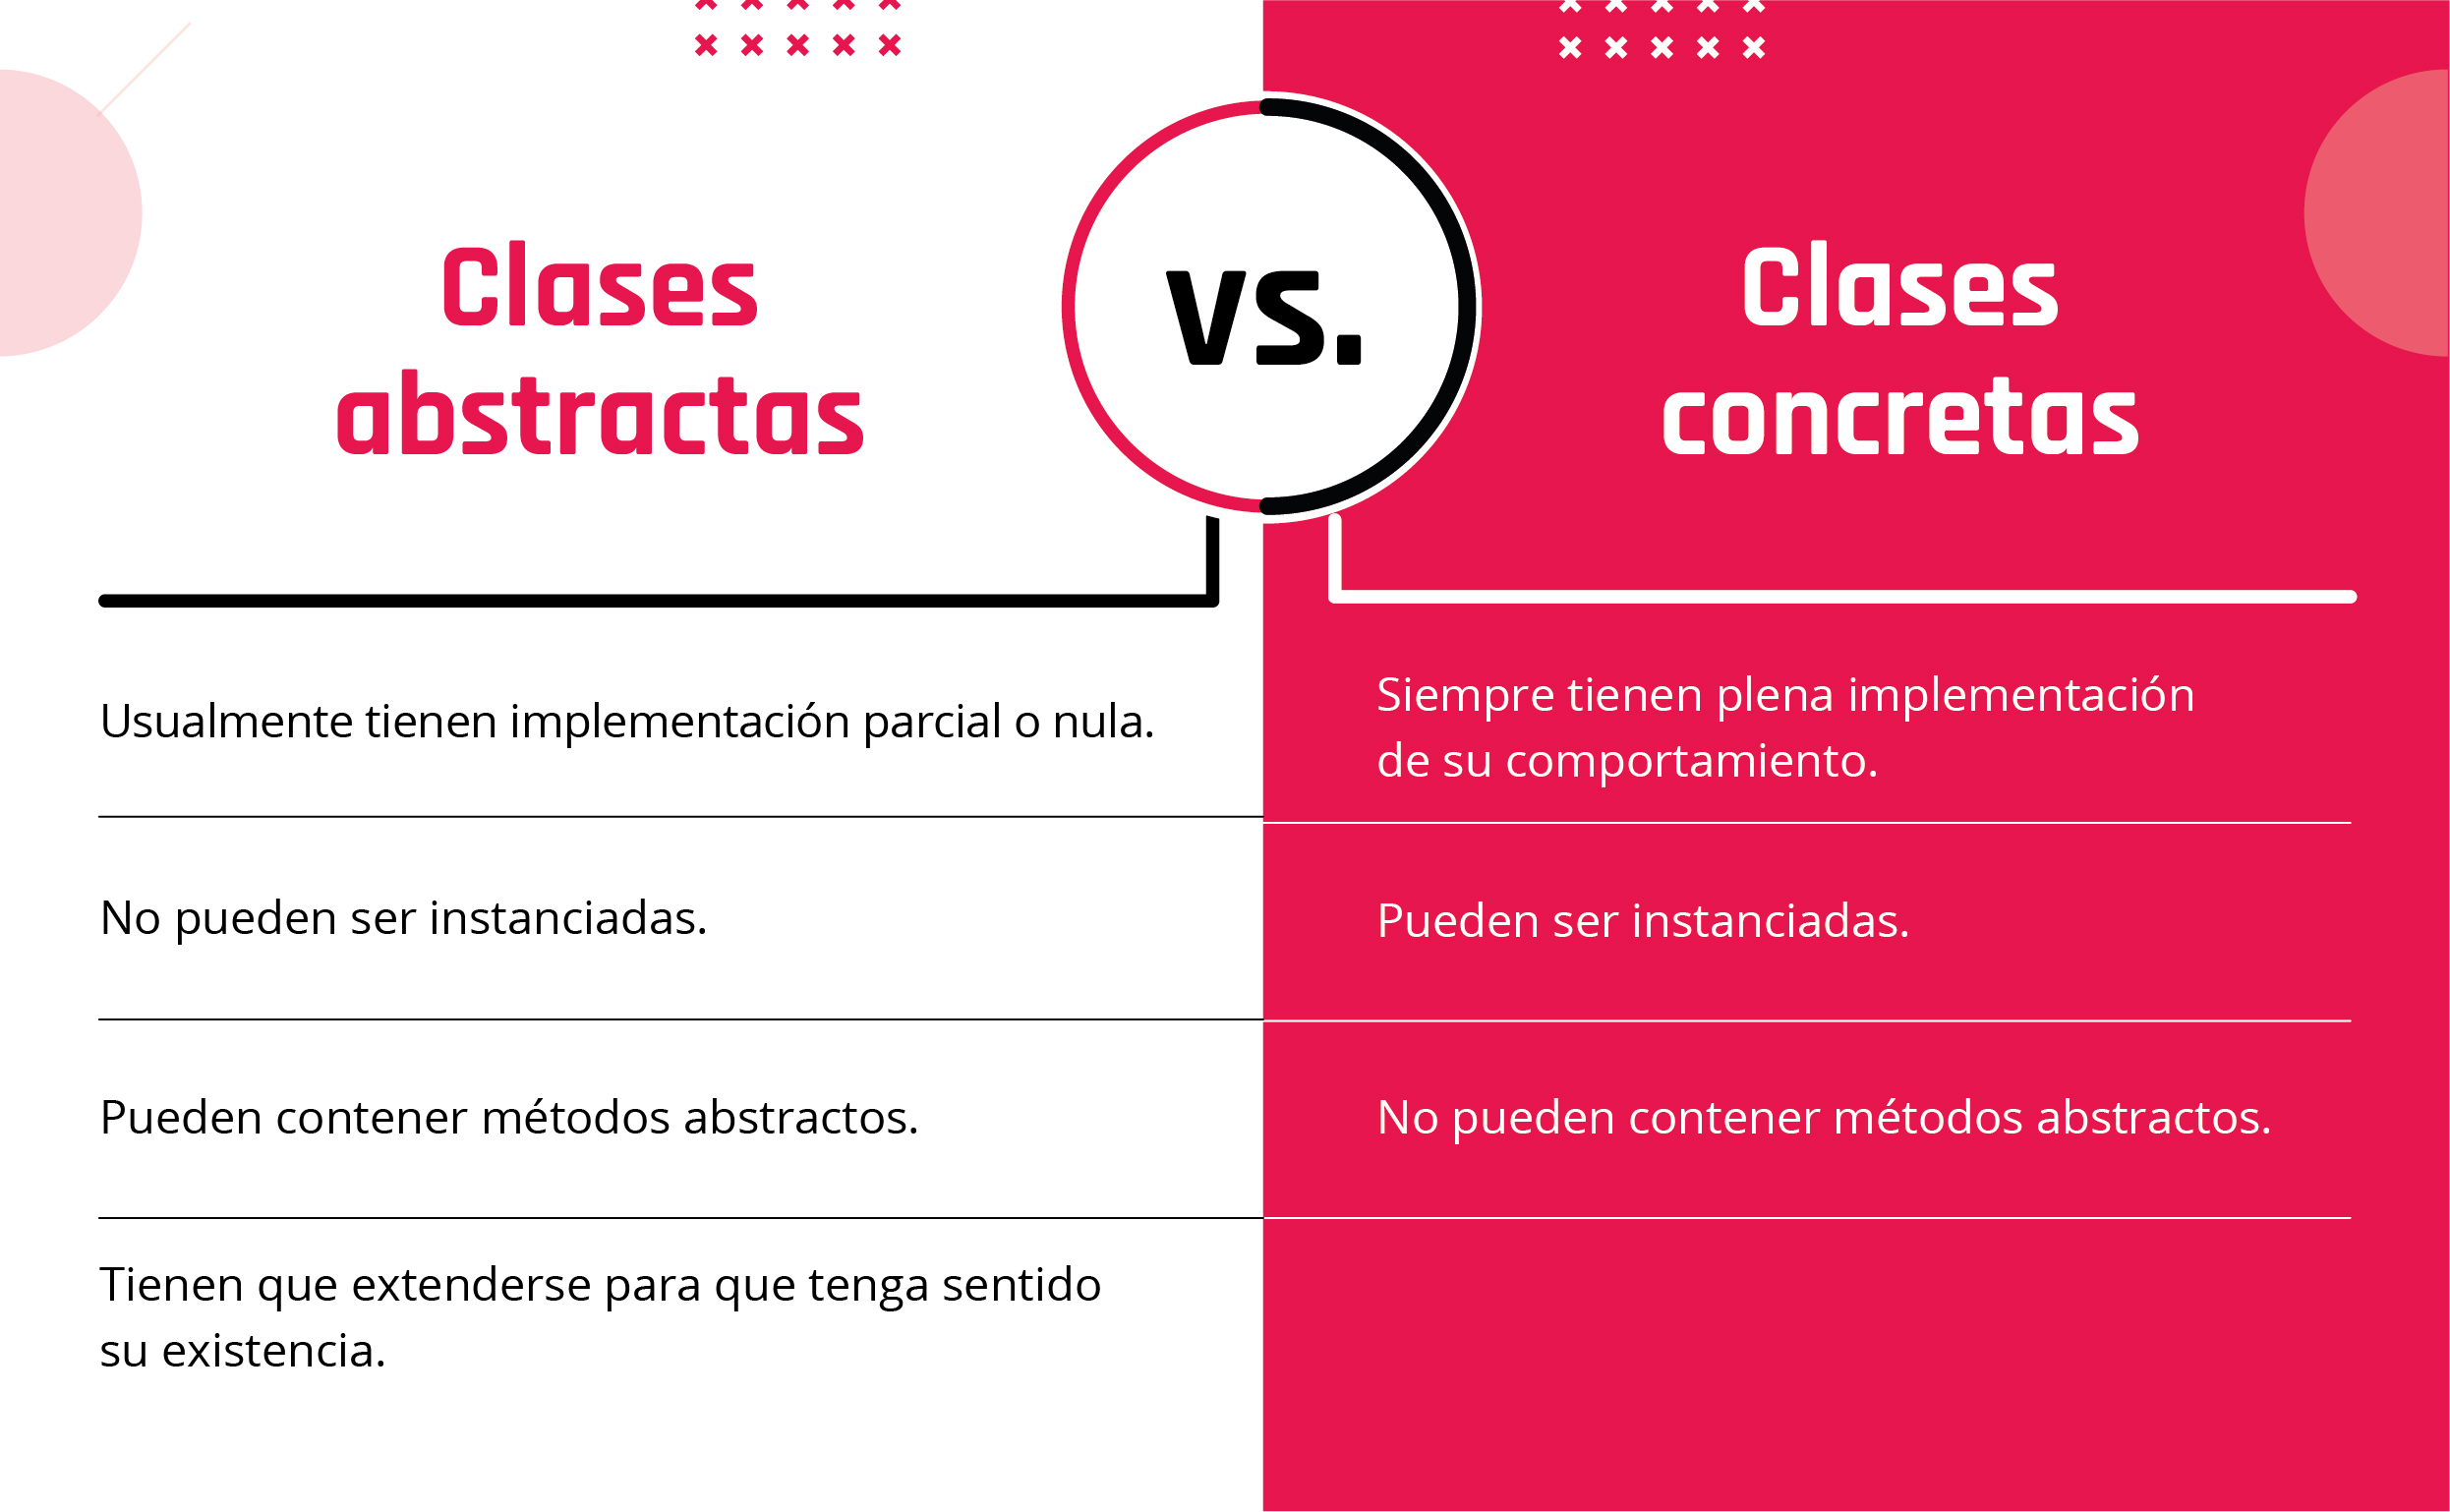 Clases
abstractas
vs.
Clases
concretas
Usualmente tienen implementación parcial o nula.
Siempre tienen plena implementación
de su comportamiento.
No pueden ser instanciadas.
Pueden ser instanciadas.
Pueden contener métodos abstractos.
No pueden contener métodos abstractos.
Tienen que extenderse para que tenga sentido
su existencia.